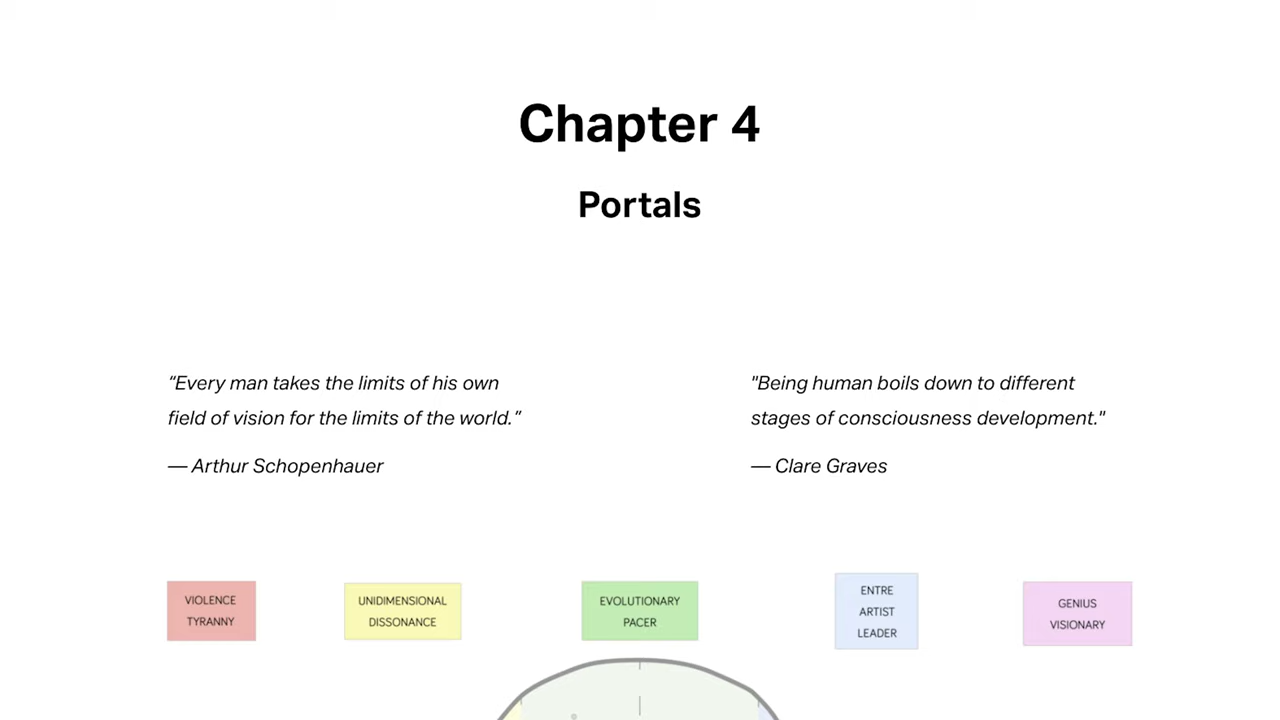 Chapter 4
Portals
“Every man takes the limits of his own
field of vision for the limits of the world.”
— Arthur Schopenhauer
"Being human boils down to different
stages of consciousness development."
— Clare Graves
VIOLENCE
TYRANNY
UNIDIMENSIONAL
DISSONANCE
EVOLUTIONARY
PACER
ENTRE
ARTIST
LEADER
GENIUS
VISIONARY